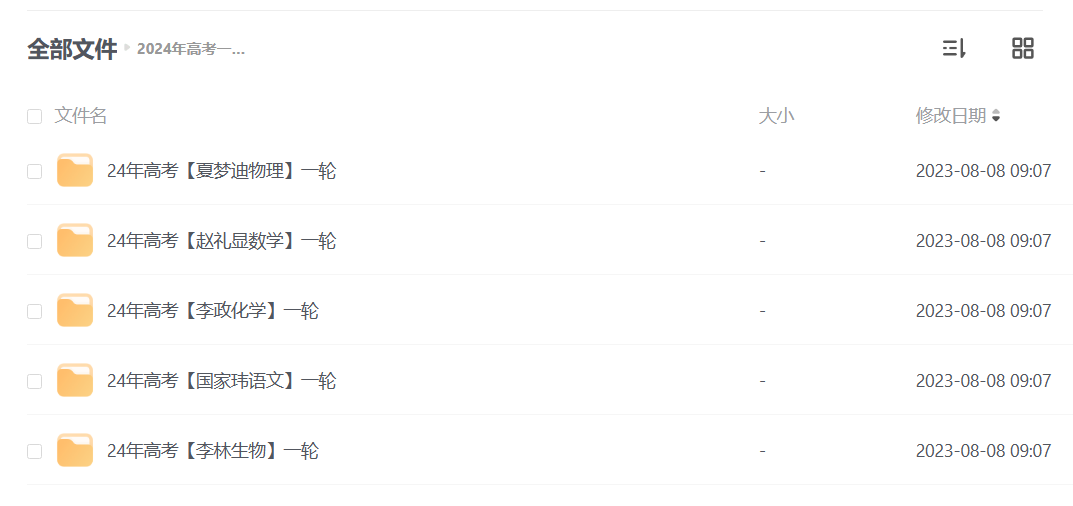 全部文件 2024年高考一...
文件名 大小 修改日期
24年高考【夏梦迪物理】一轮 - 2023-08-08 09:07
24年高考【赵礼显数学】一轮 - 2023-08-08 09:07
24年高考【李政化学】一轮 - 2023-08-08 09:07
24年高考【国家玮语文】一轮 - 2023-08-08 09:07
24年高考【李林生物】一轮 - 2023-08-08 09:07